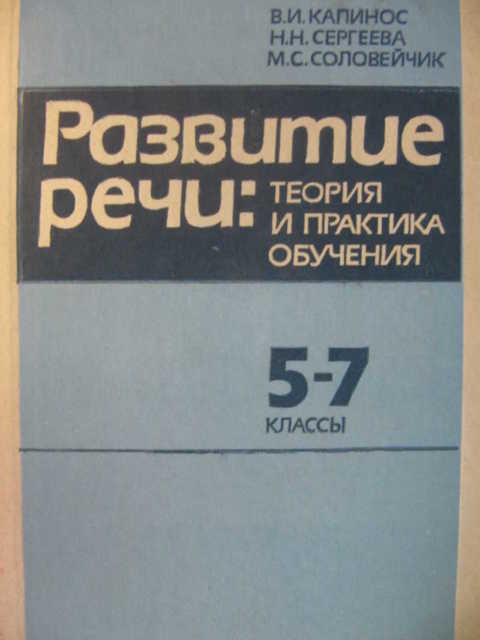 В.И. КАПИНОС
Н.Н. СЕРГЕЕВА
М.С. СОЛОВЕЙЧИК
Развитие
речи: ТЕОРИЯ
И ПРАКТИКА
ОБУЧЕНИЯ
5-7
КЛАССЫ